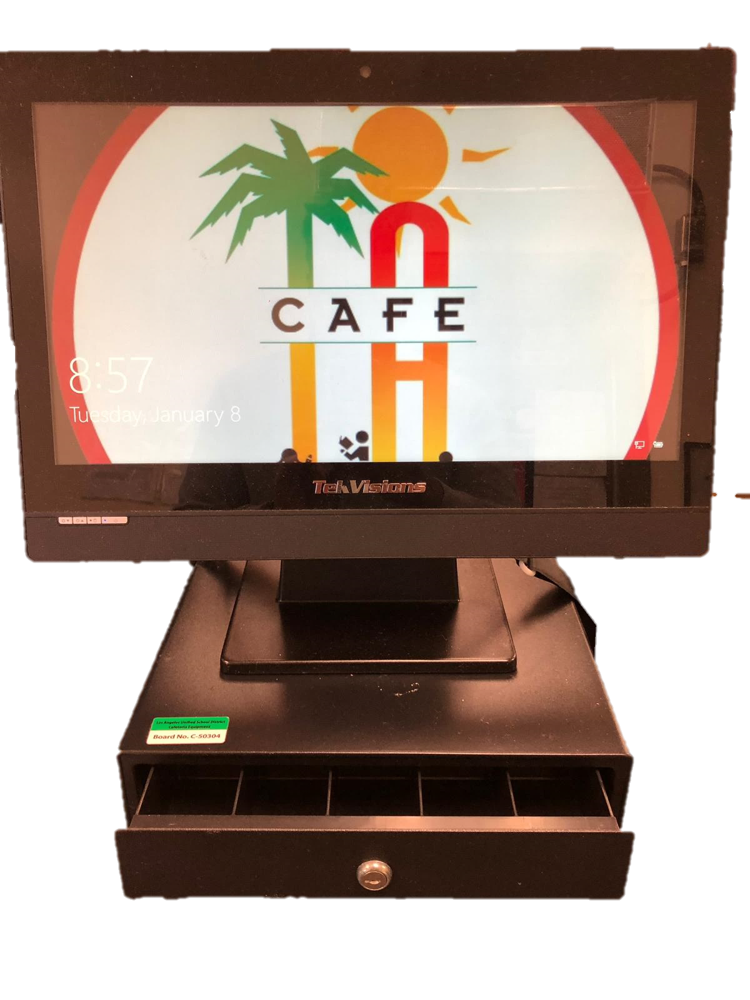 CAFE
8:57
Tuesday, January 8
TekVisions
Los Angeles Unified School District
Cafeteria Equipment
Board No. C-50304